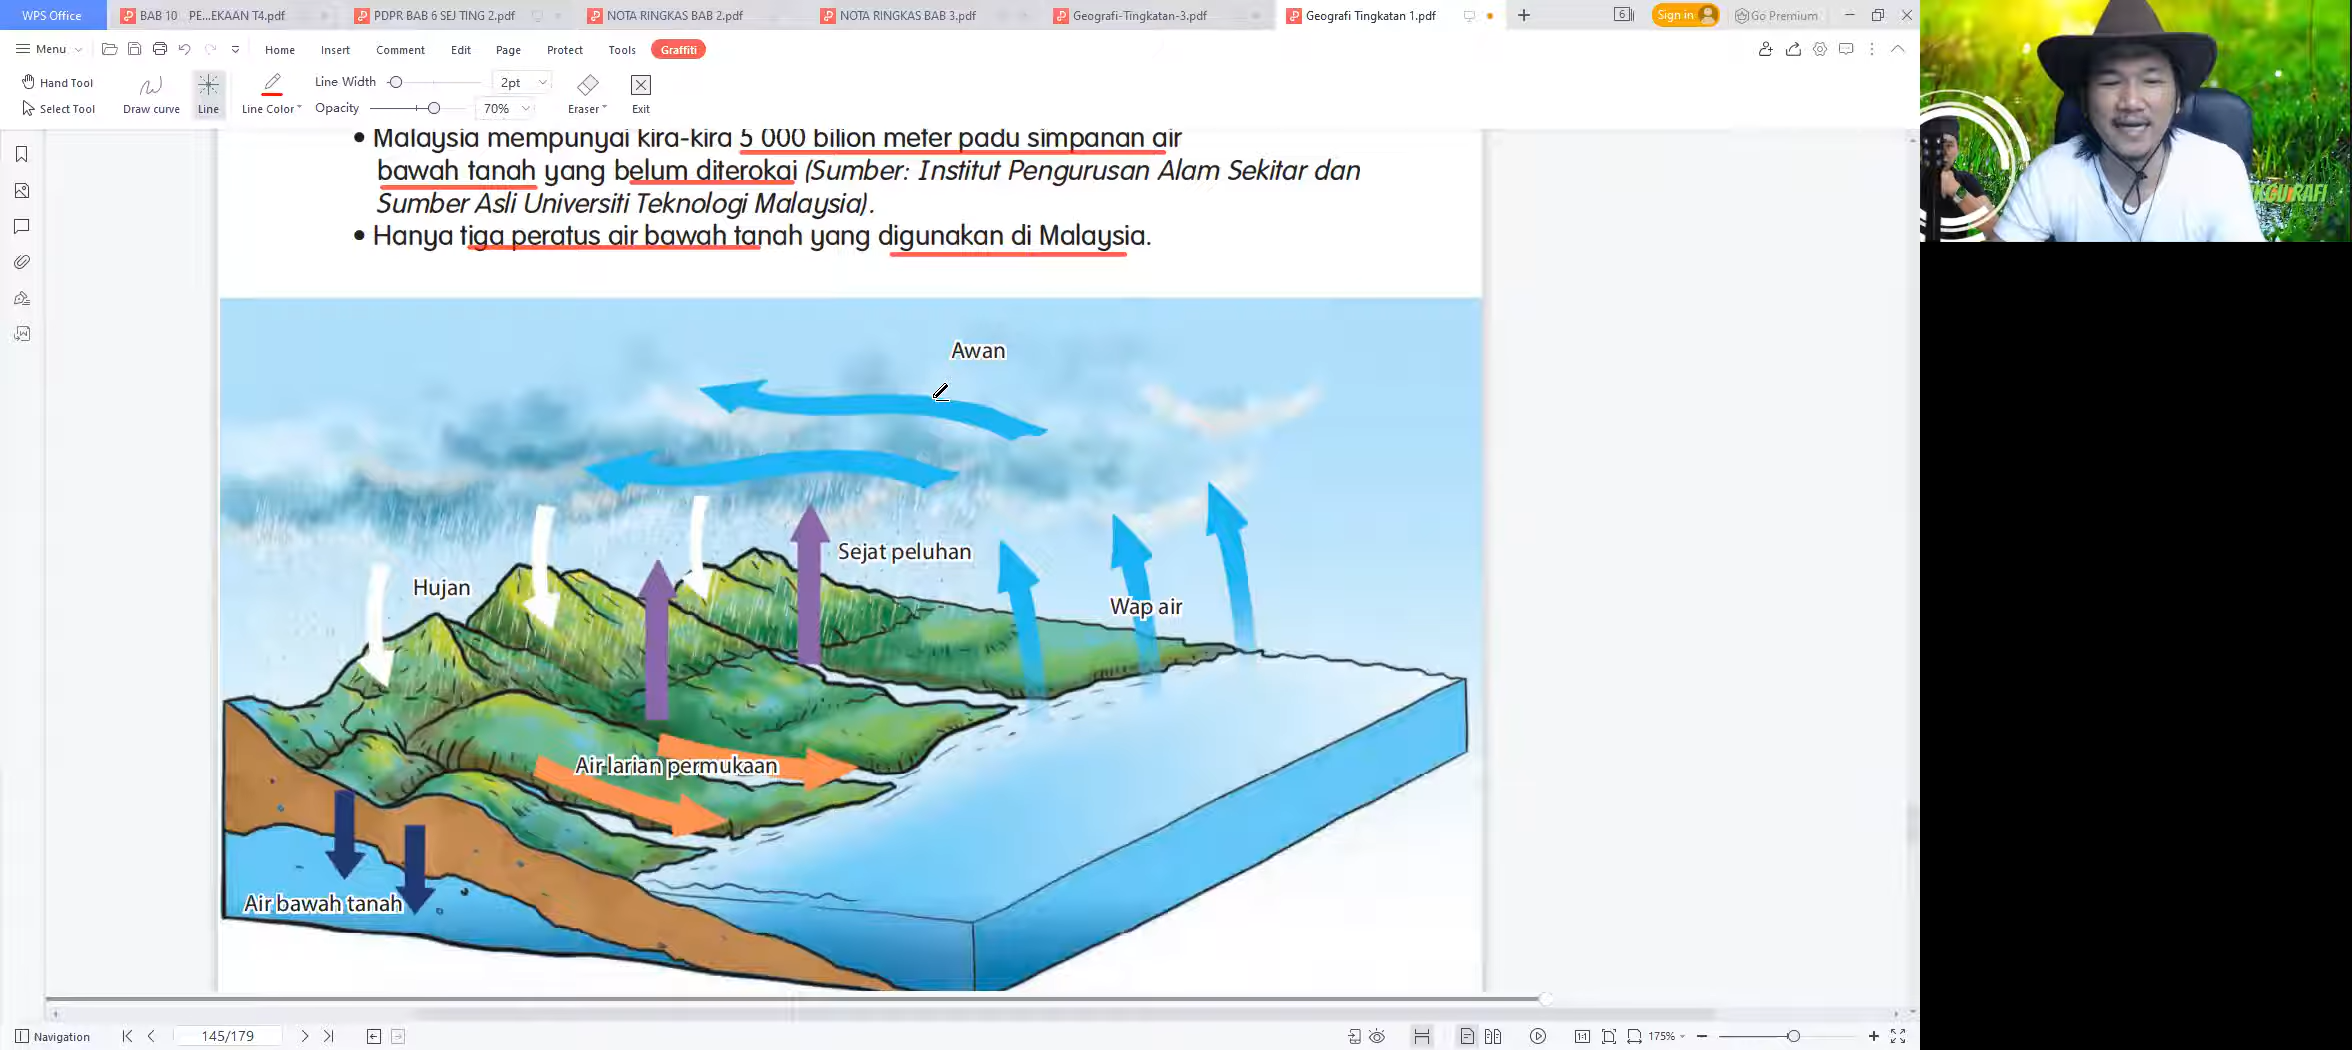 WPS Office
BAB 10 PE...EKAAN T4.pdf
PDPR BAB 6 SEJ TING 2.pdf
NOTA RINGKAS BAB 2.pdf
NOTA RINGKAS BAB 3.pdf
Geografi-Tingkatan-3.pdf
Geografi Tingkatan 1.pdf
6
Sign in
Go Premium
Menu
Home
Insert
Comment
Edit
Page
Protect
Tools
Graffiti
Hand Tool
Select Tool
Draw curve
Line
Line Color
Line Width
2pt
Opacity
70%
Eraser
Exit
• Malaysia mempunyai kira-kira 5 000 bilion meter padu simpanan air
bawah tanah yang belum diterokai (Sumber: Institut Pengurusan Alam Sekitar dan
Sumber Asli Universiti Teknologi Malaysia).
• Hanya tiga peratus air bawah tanah yang digunakan di Malaysia.
Awan
Sejat peluhan
Hujan
Wap air
Air larian permukaan
Air bawah tanah
Navigation
145/179
1:1
175%